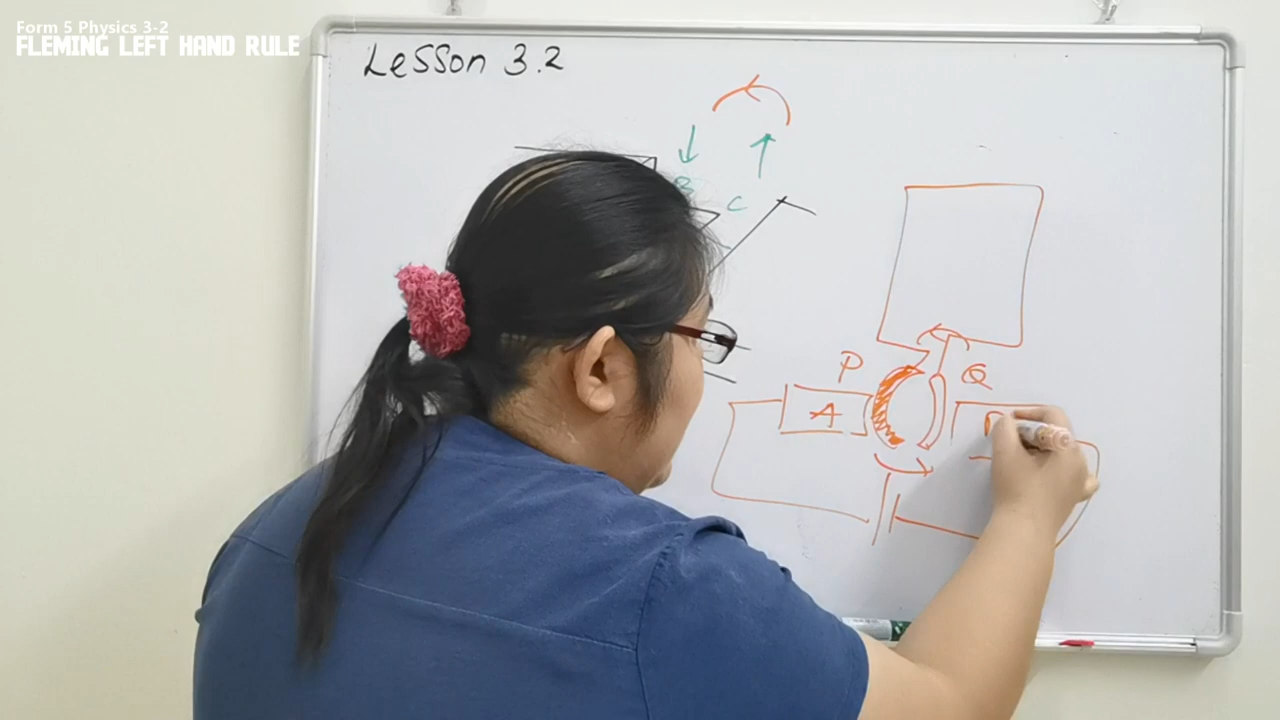 Form 5 Physics 3-2
FLEMING LEFT HAND RULE
Lesson 3.2
B
C
P
Q
A